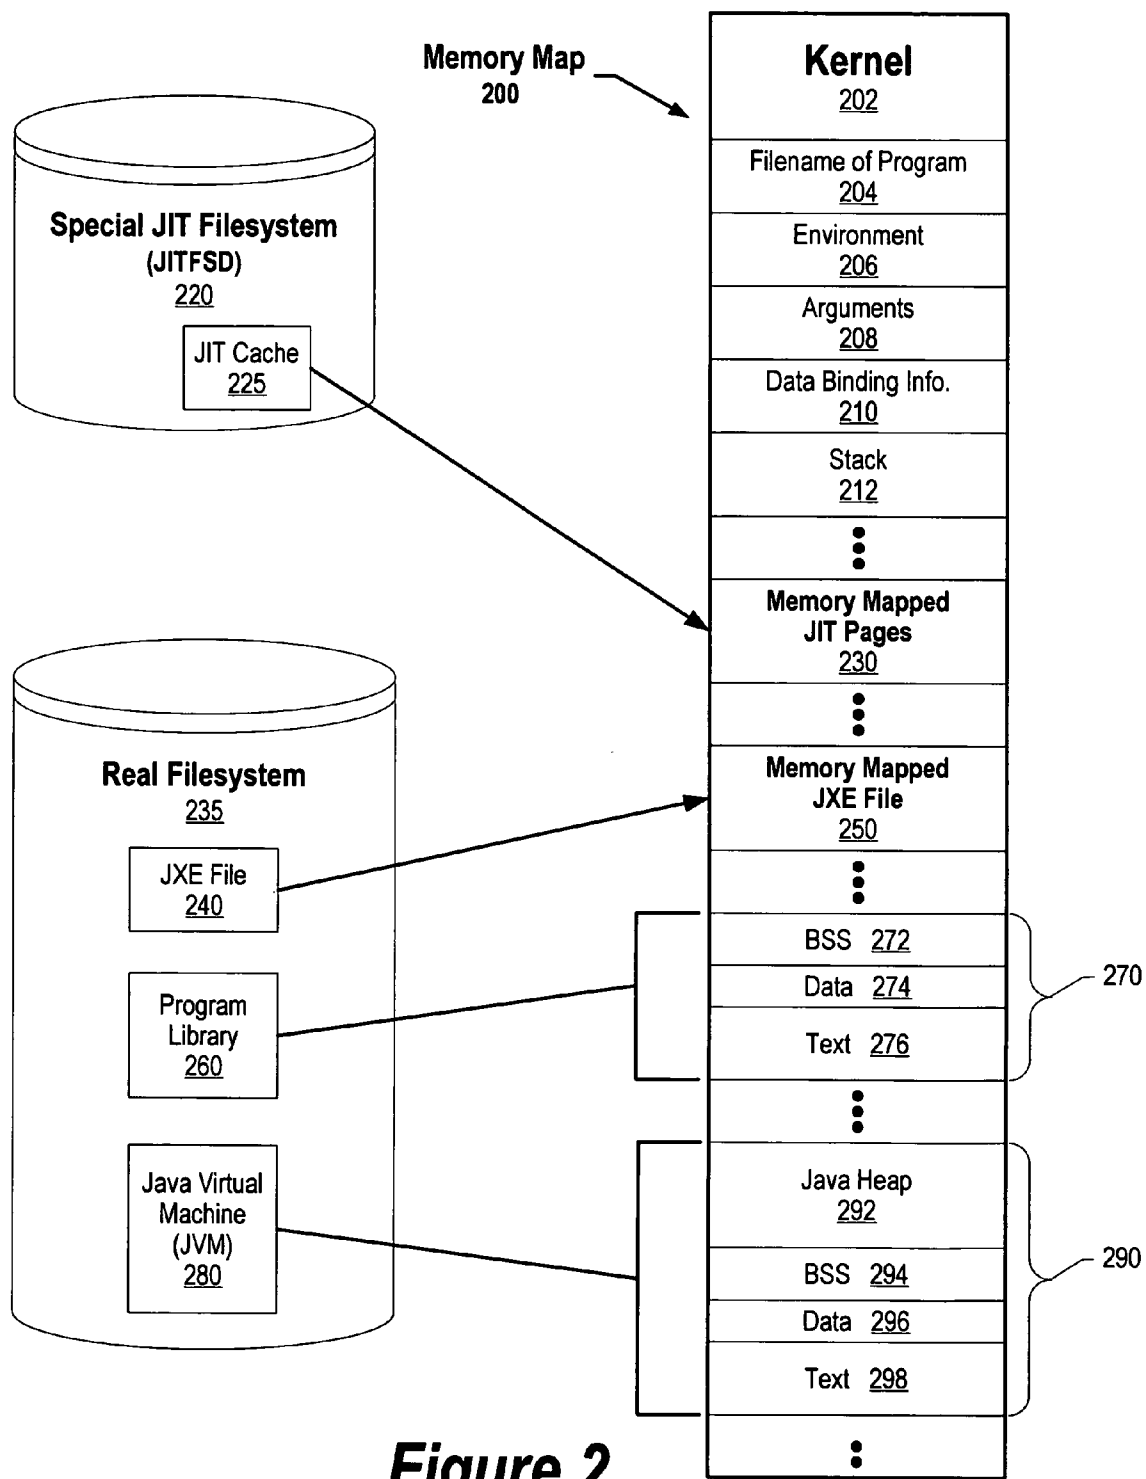 Memory Map
200
Kernel
202
Filename of Program
204
Environment
206
Arguments
208
Data Binding Info.
210
Stack
212
Memory Mapped
JIT Pages
230
Memory Mapped
JXE File
250
BSS 272
Data 274
Text 276
270
Java Heap
292
BSS 294
Data 296
Text 298
290
Special JIT Filesystem
(JITFSD)
220
JIT Cache
225
Real Filesystem
235
JXE File
240
Program
Library
260
Java Virtual
Machine
(JVM)
280
Figure 2